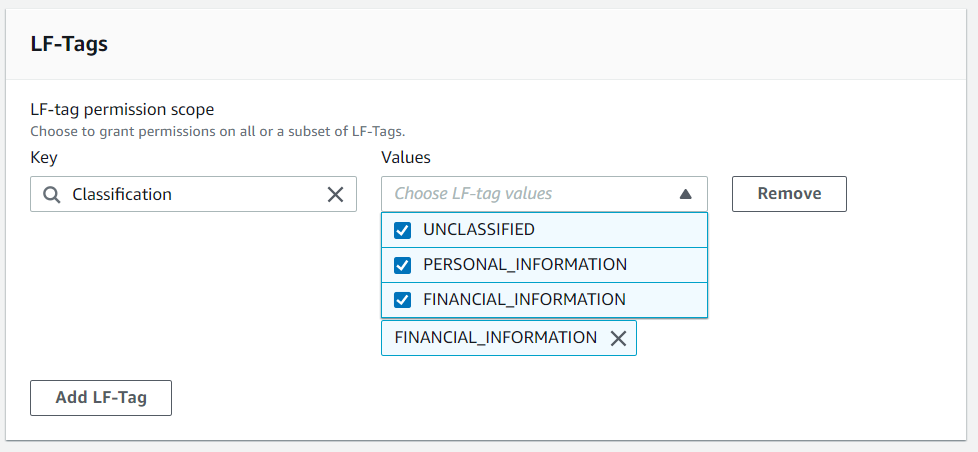 LF-Tags
LF-tag permission scope
Choose to grant permissions on all or a subset of LF-Tags.
Key
Values
Classification
Choose LF-tag values
Remove
UNCLASSIFIED
PERSONAL_INFORMATION
FINANCIAL_INFORMATION
FINANCIAL_INFORMATION
Add LF-Tag